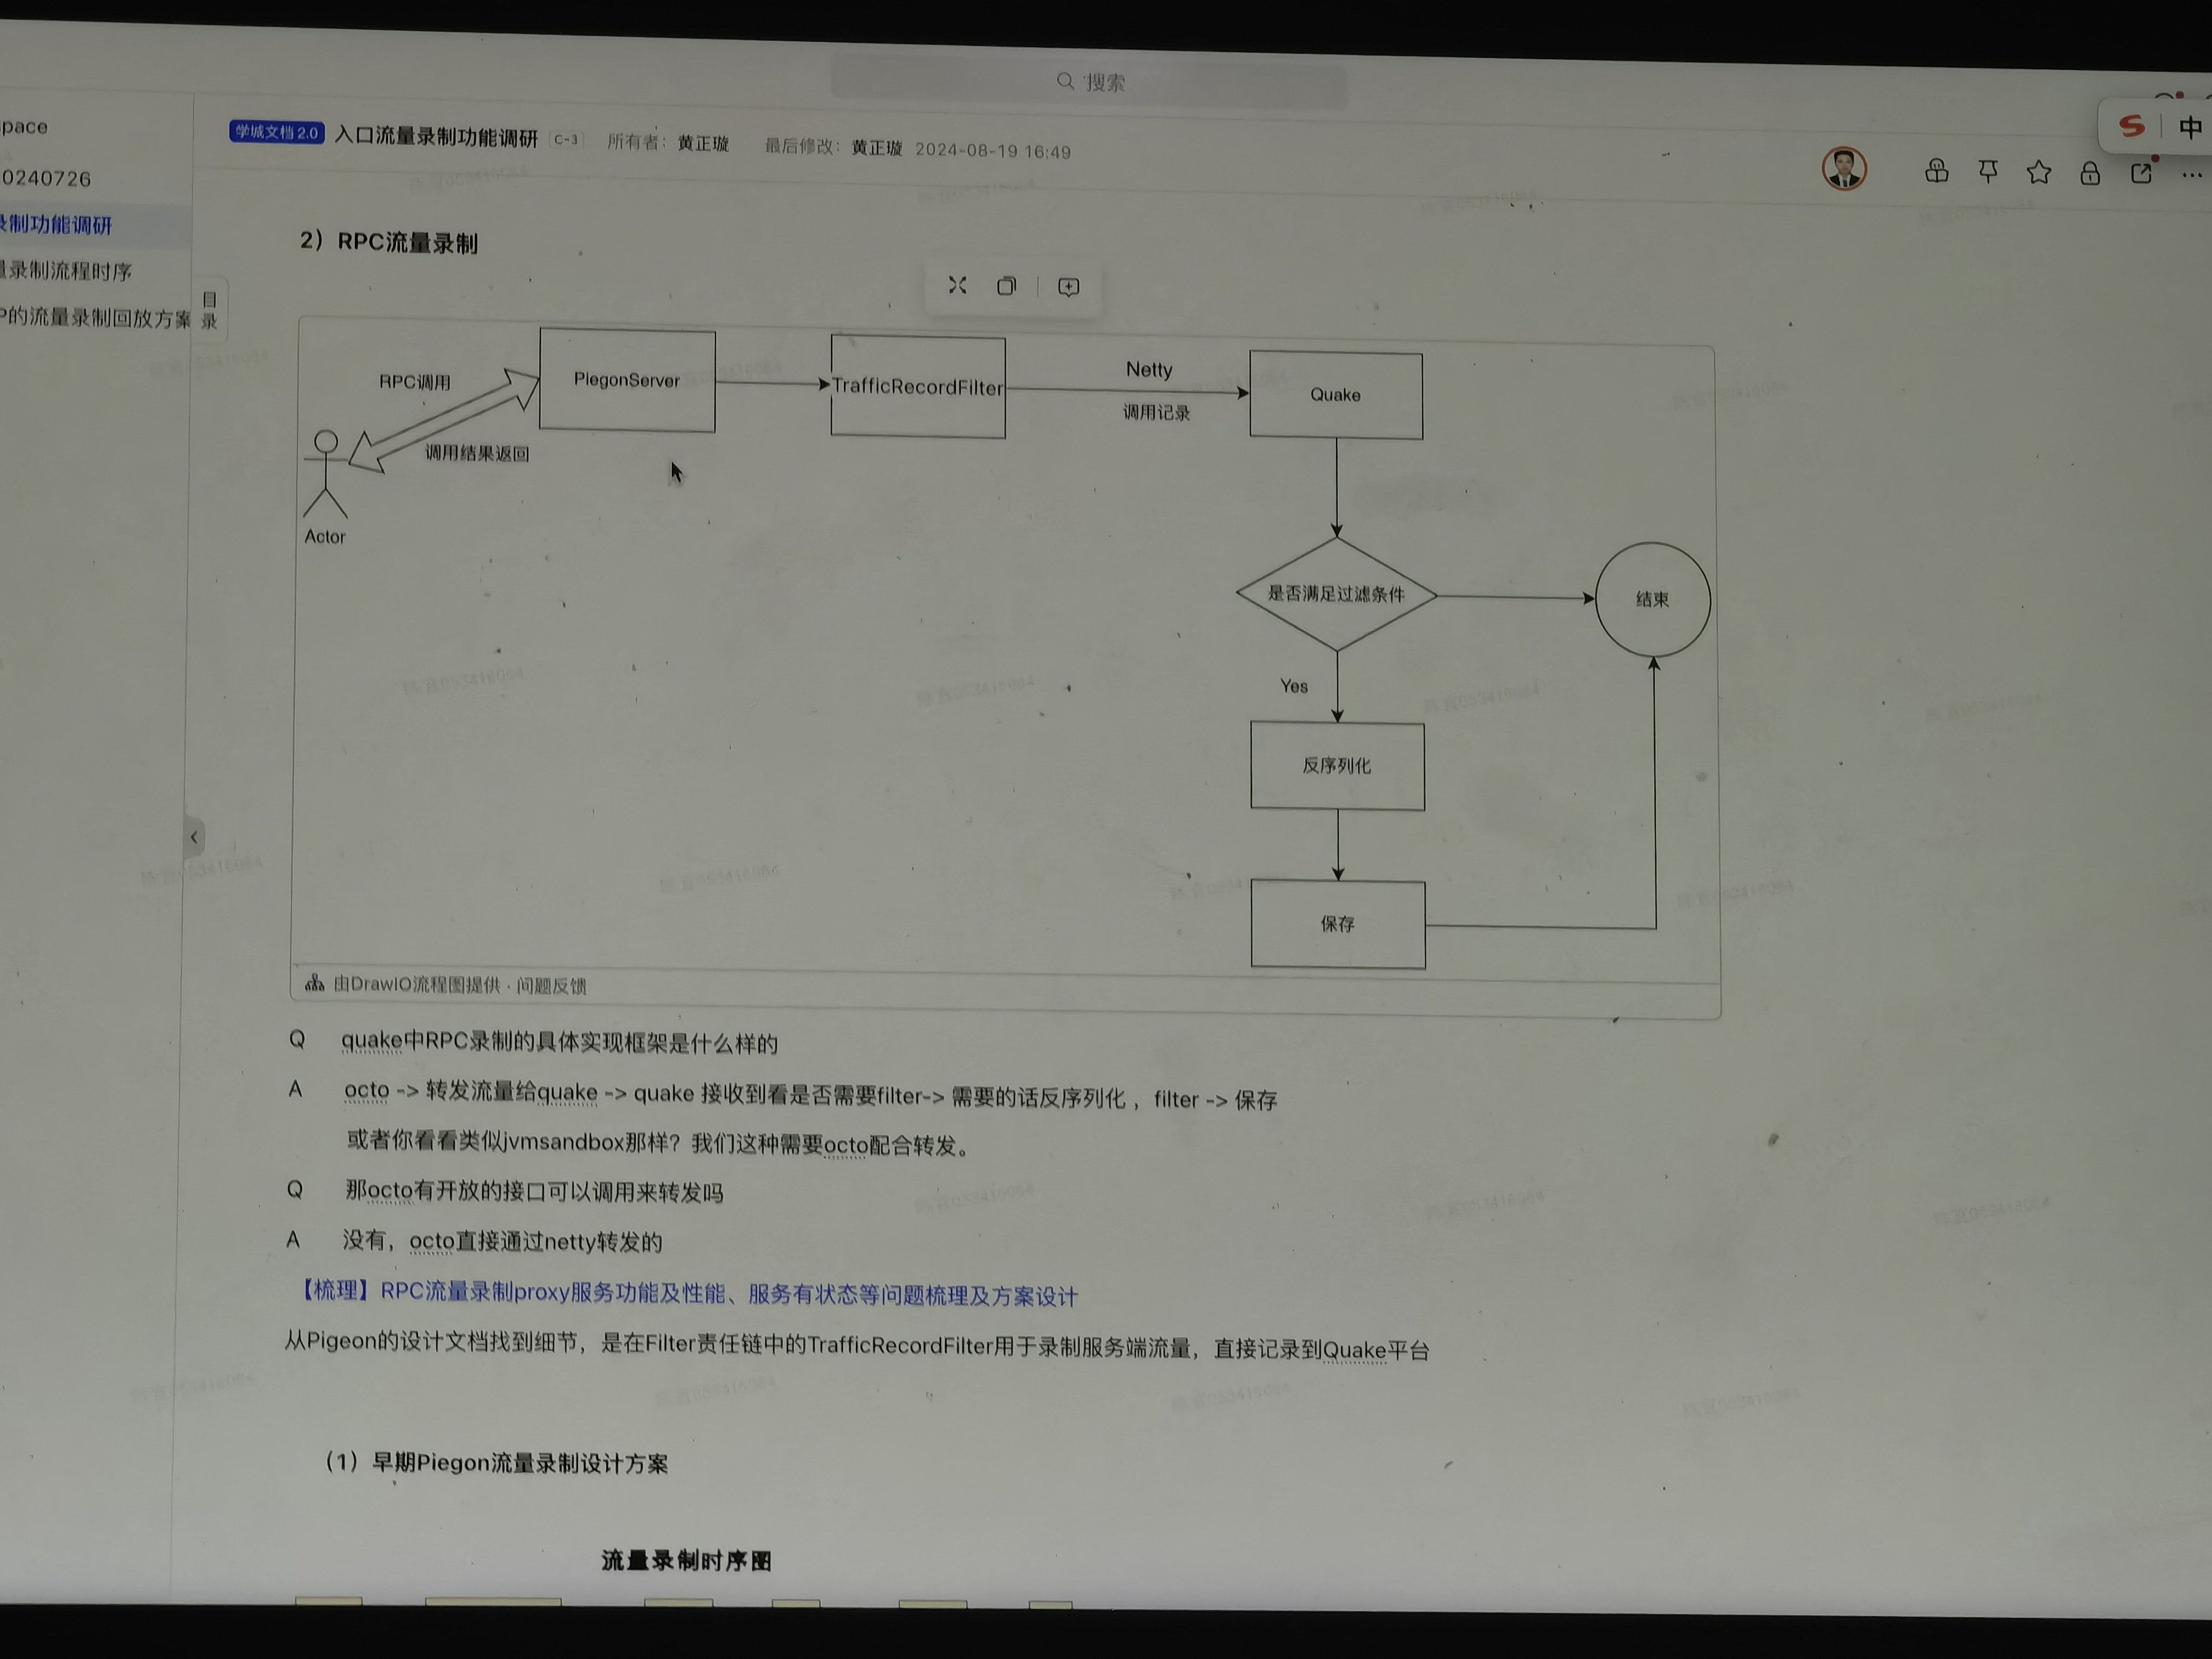 搜索
pace
学城文档 2.0 入口流量录制功能调研 C-3 所有者：黄正璇 最后修改：黄正璇 2024-08-19 16:49
中
0240726
录制功能调研
量录制流程时序
P的流量录制回放方案
目录
2）RPC流量录制
RPC调用
PiegonServer
TrafficRecordFilter
Netty
调用记录
Quake
调用结果返回
Actor
是否满足过滤条件
结束
Yes
反序列化
保存
由DrawIO流程图提供 · 问题反馈
Q quake中RPC录制的具体实现框架是什么样的
A octo -> 转发流量给quake -> quake 接收到看是否需要filter-> 需要的话反序列化 ，filter -> 保存
或者你看看类似jvmsandbox那样？我们这种需要octo配合转发。
Q 那octo有开放的接口可以调用来转发吗
A 没有，octo直接通过netty转发的
【梳理】RPC流量录制proxy服务功能及性能、服务有状态等问题梳理及方案设计
从Pigeon的设计文档找到细节，是在Filter责任链中的TrafficRecordFilter用于录制服务端流量，直接记录到Quake平台
（1）早期Piegon流量录制设计方案
流量录制时序图